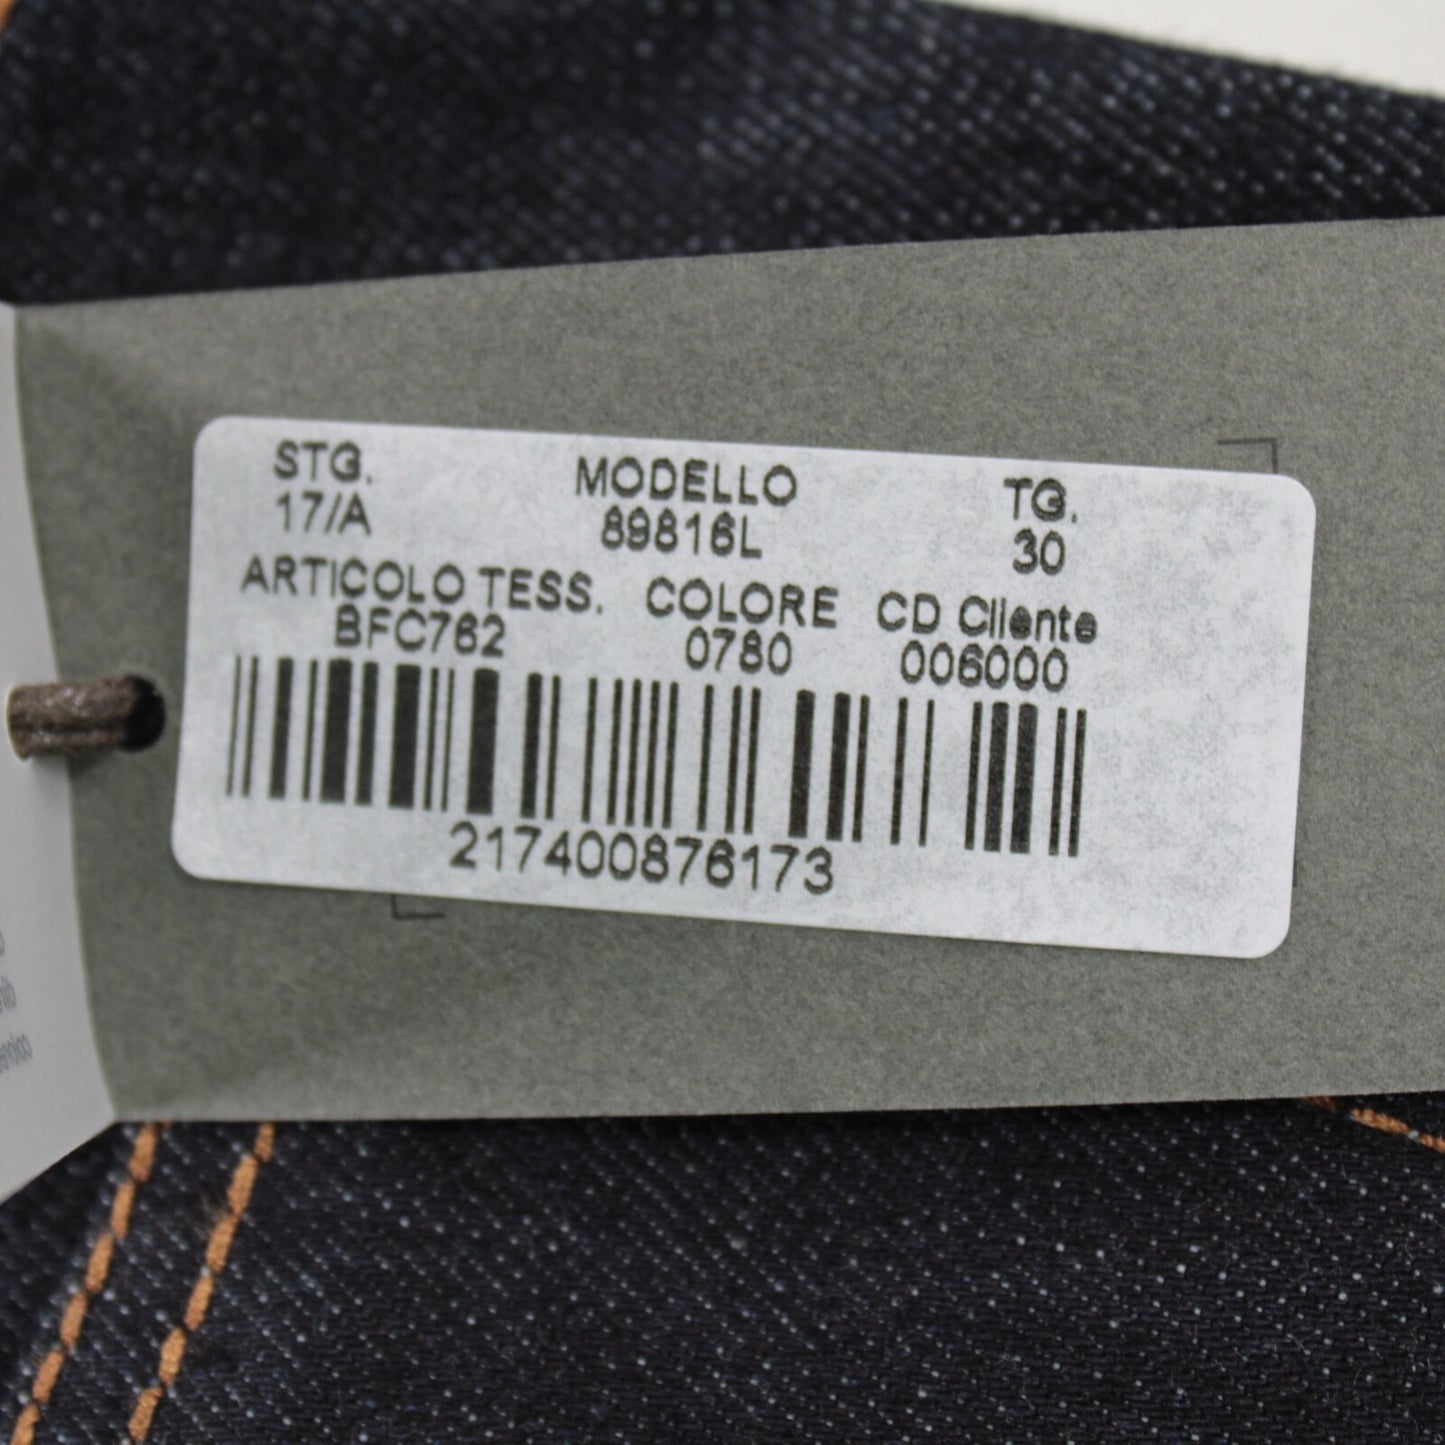 STG. MODELLO TG.
17/A 89816L 30
ARTICOLO TESS. COLORE CD Cliente
BFC762 0780 006000
217400876173